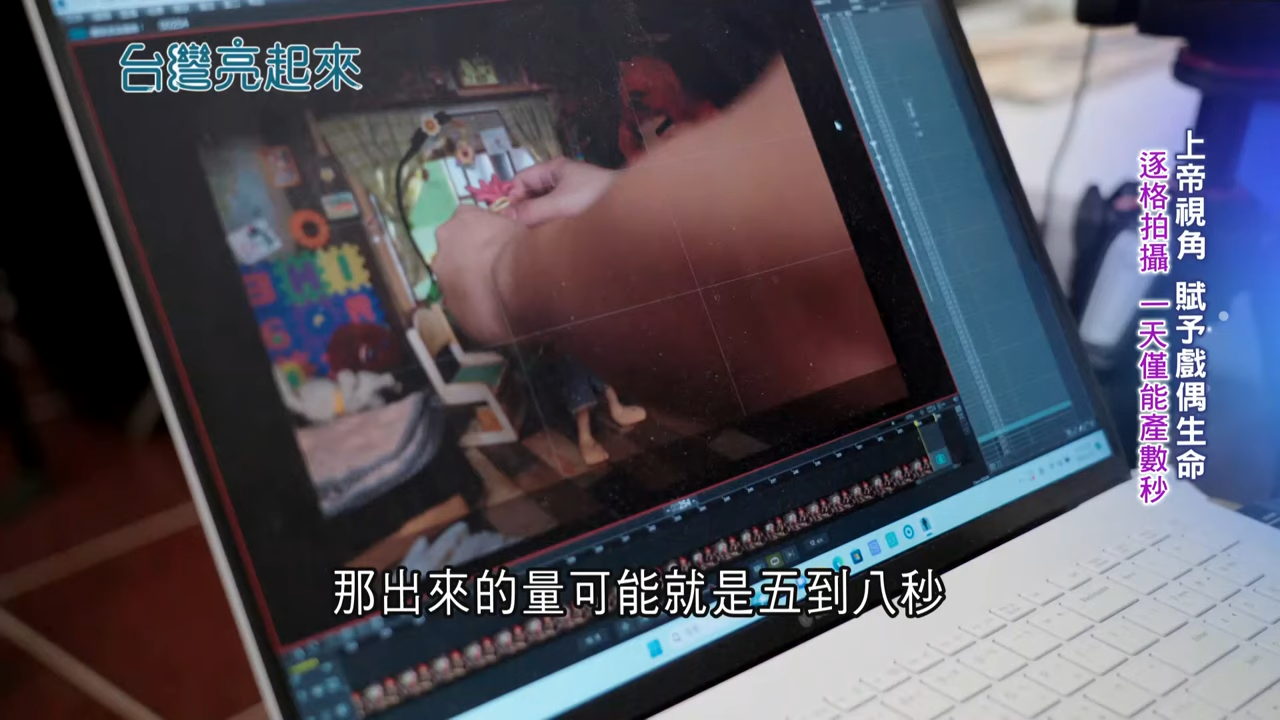 台灣亮起來
上帝視角 賦予戲偶生命
逐格拍攝 一天僅能產數秒
那出來的量可能就是五到八秒